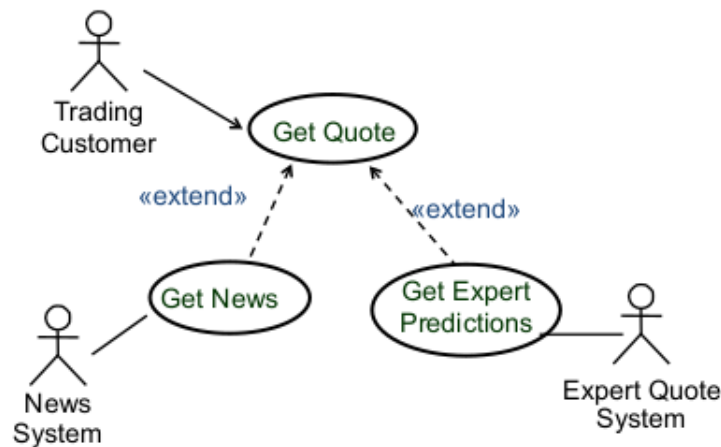 Trading
Customer
Get Quote
«extend»
«extend»
Get News
Get Expert
Predictions
News
System
Expert Quote
System